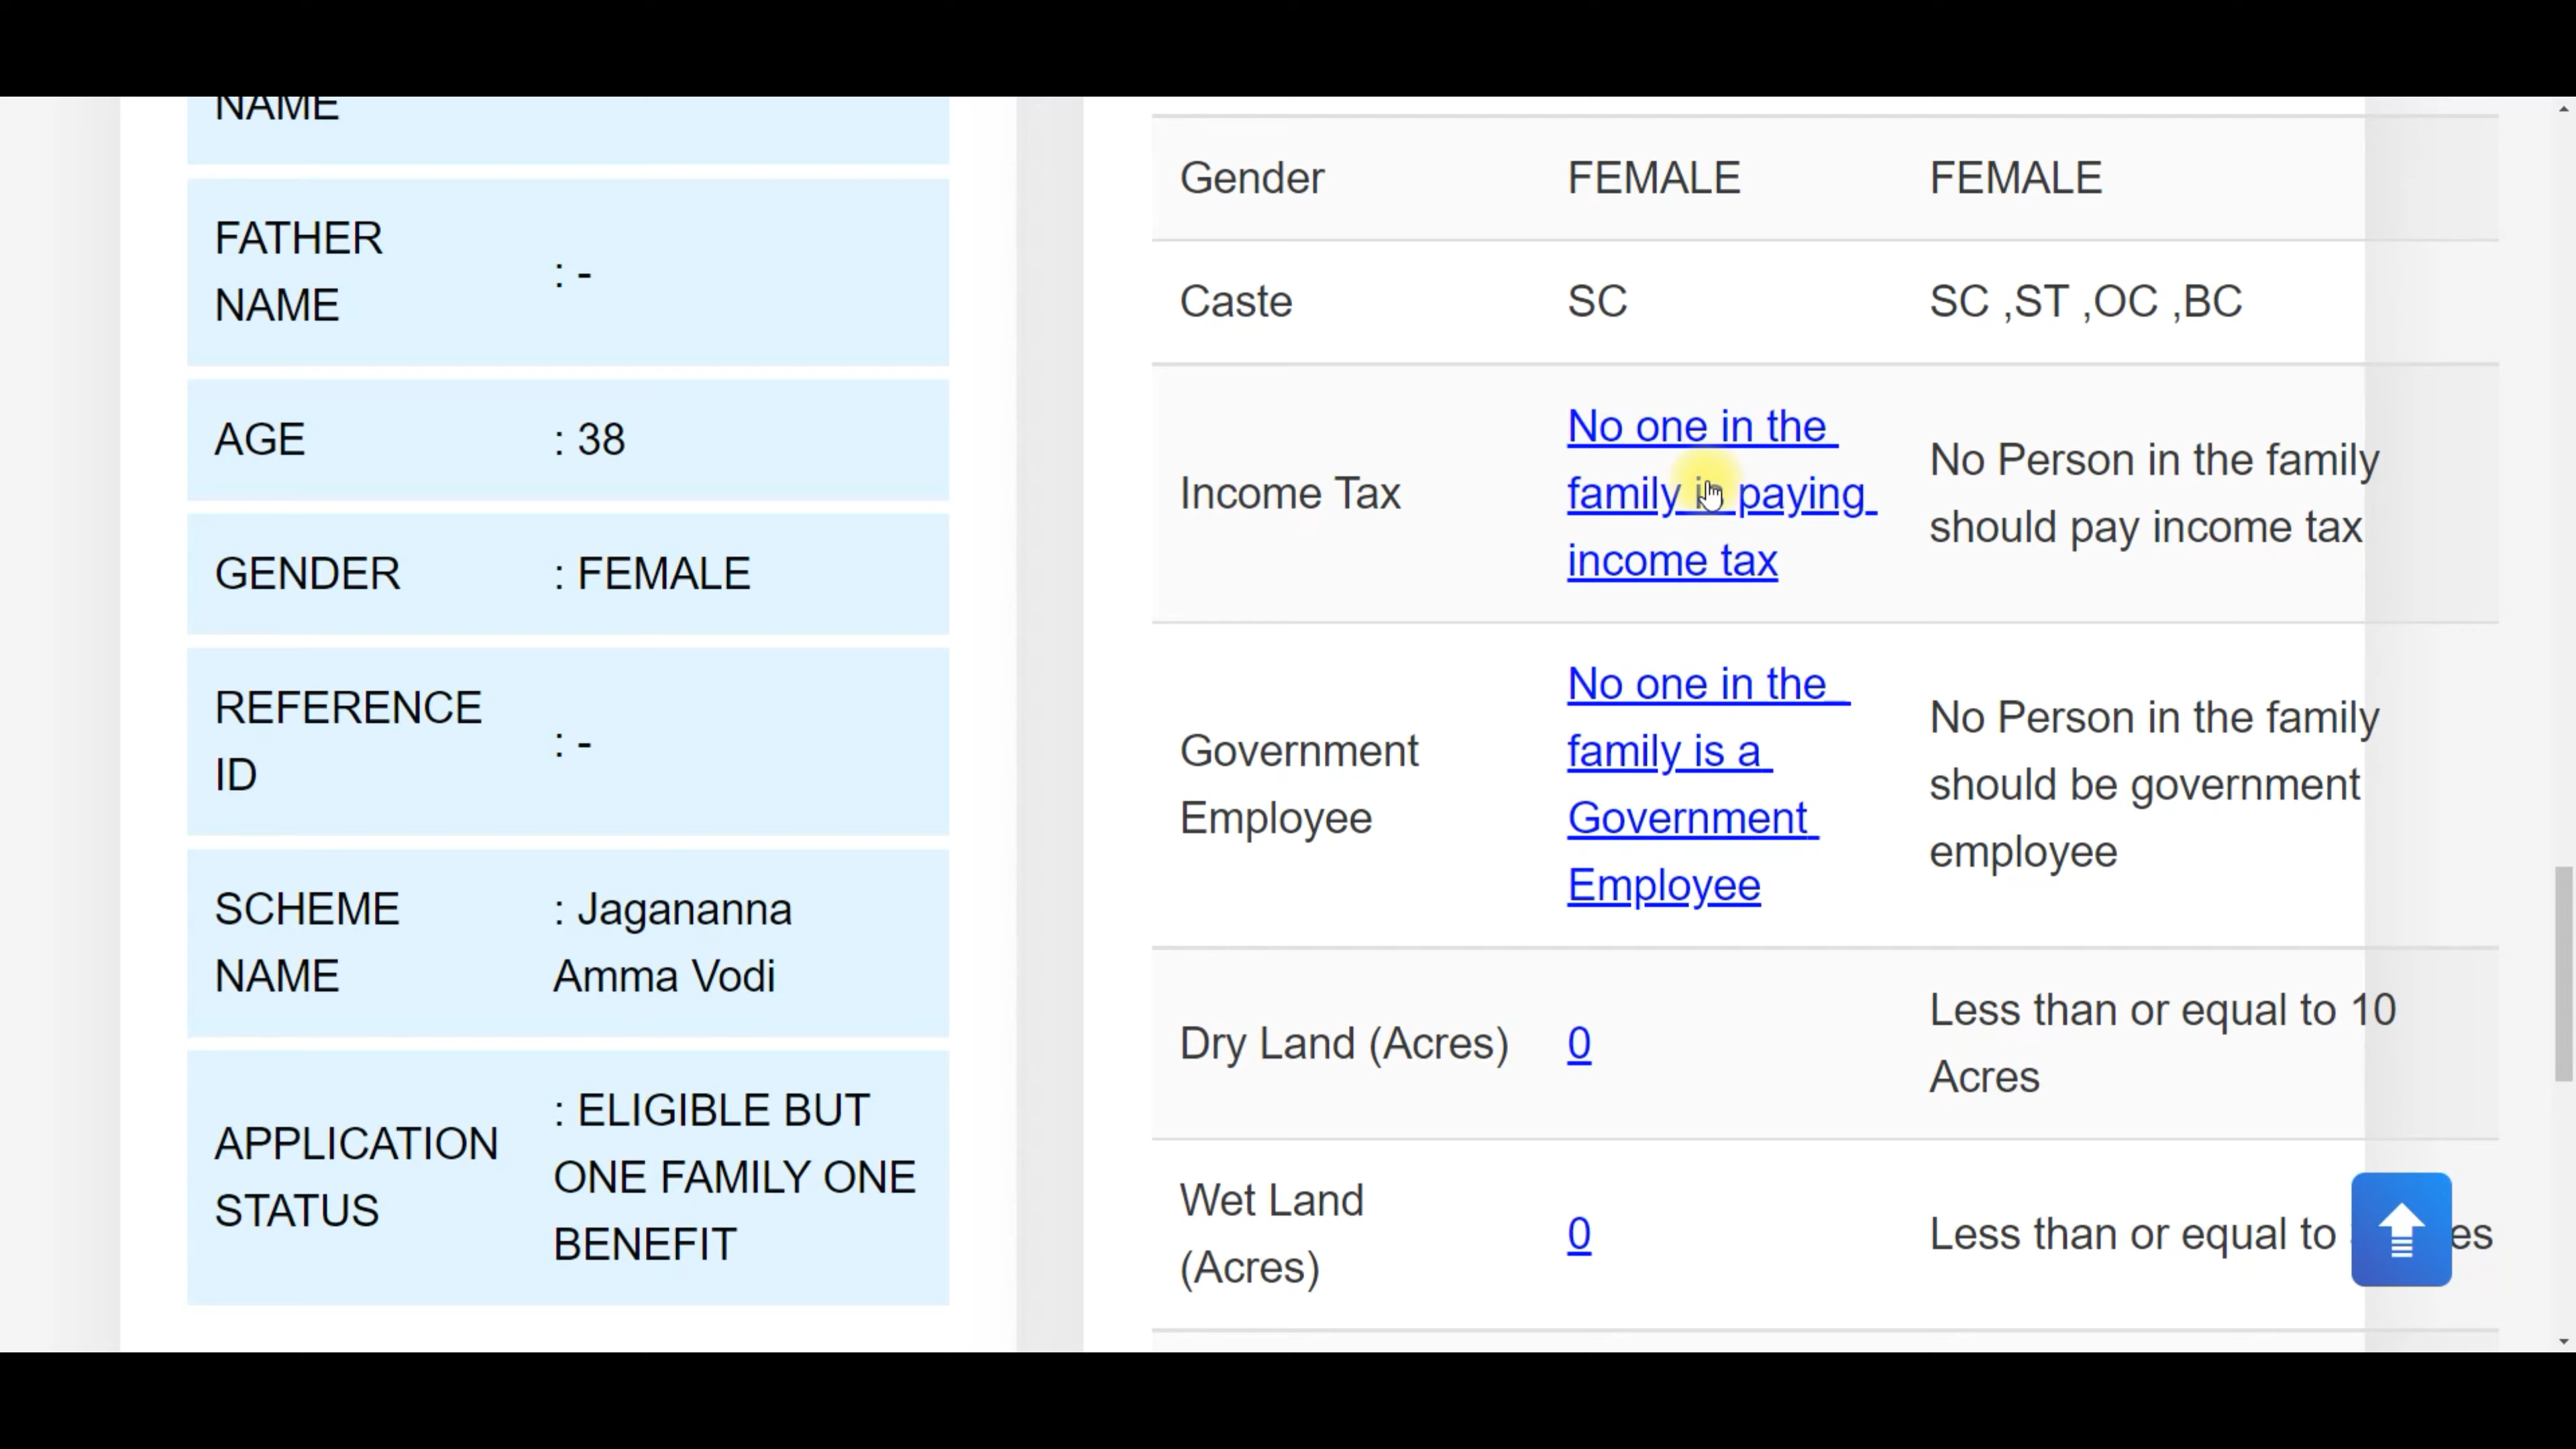 NAME
FATHER
NAME
: -
AGE
: 38
GENDER
: FEMALE
REFERENCE
ID
: -
SCHEME
NAME
: Jagananna
Amma Vodi
APPLICATION
STATUS
: ELIGIBLE BUT
ONE FAMILY ONE
BENEFIT
Gender
FEMALE
FEMALE
Caste
SC
SC ,ST ,OC ,BC
Income Tax
No one in the
family is paying
income tax
No Person in the family
should pay income tax
Government
Employee
No one in the
family is a
Government
Employee
No Person in the family
should be government
employee
Dry Land (Acres)
0
Less than or equal to 10
Acres
Wet Land
(Acres)
0
Less than or equal to